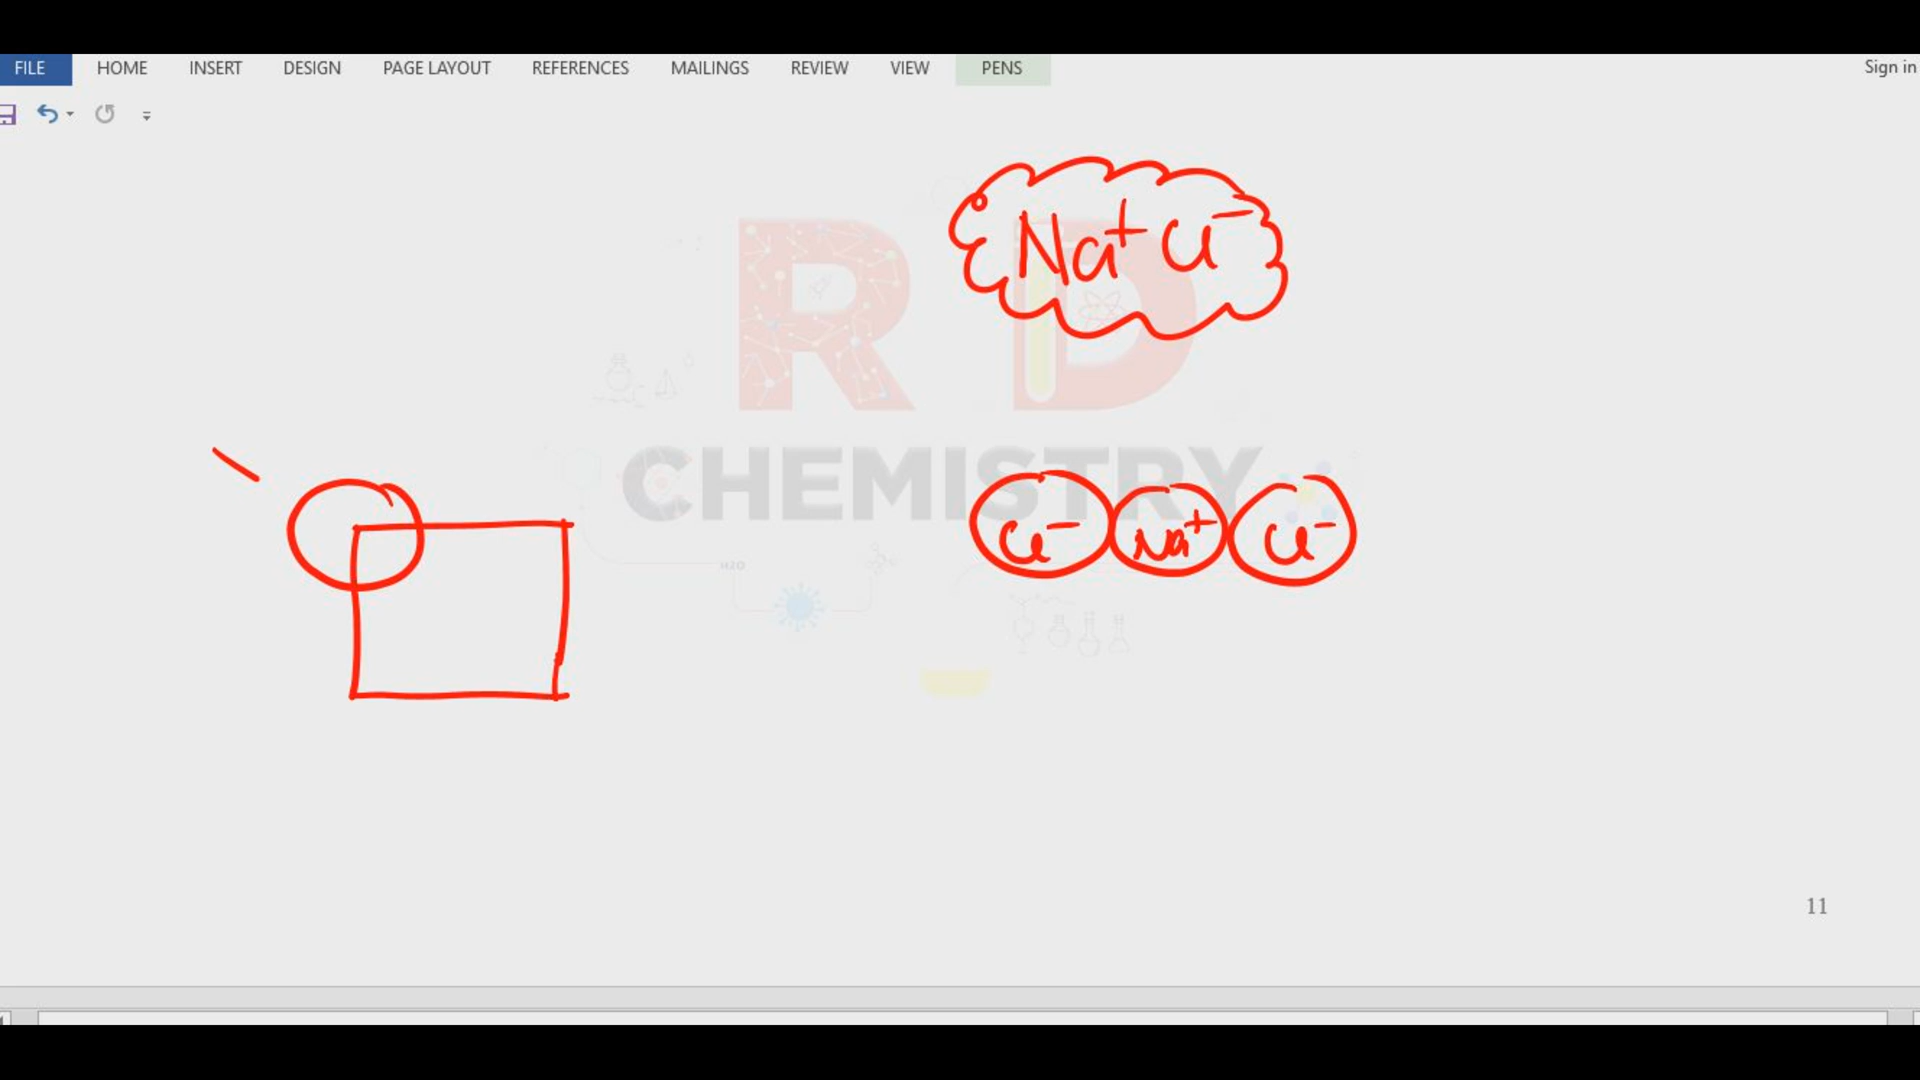 FILE HOME INSERT DESIGN PAGE LAYOUT REFERENCES MAILINGS REVIEW VIEW PENS Sign in
Na+ Cl-
R D
CHEMISTRY
Cl- Na+ Cl-
H2O
11